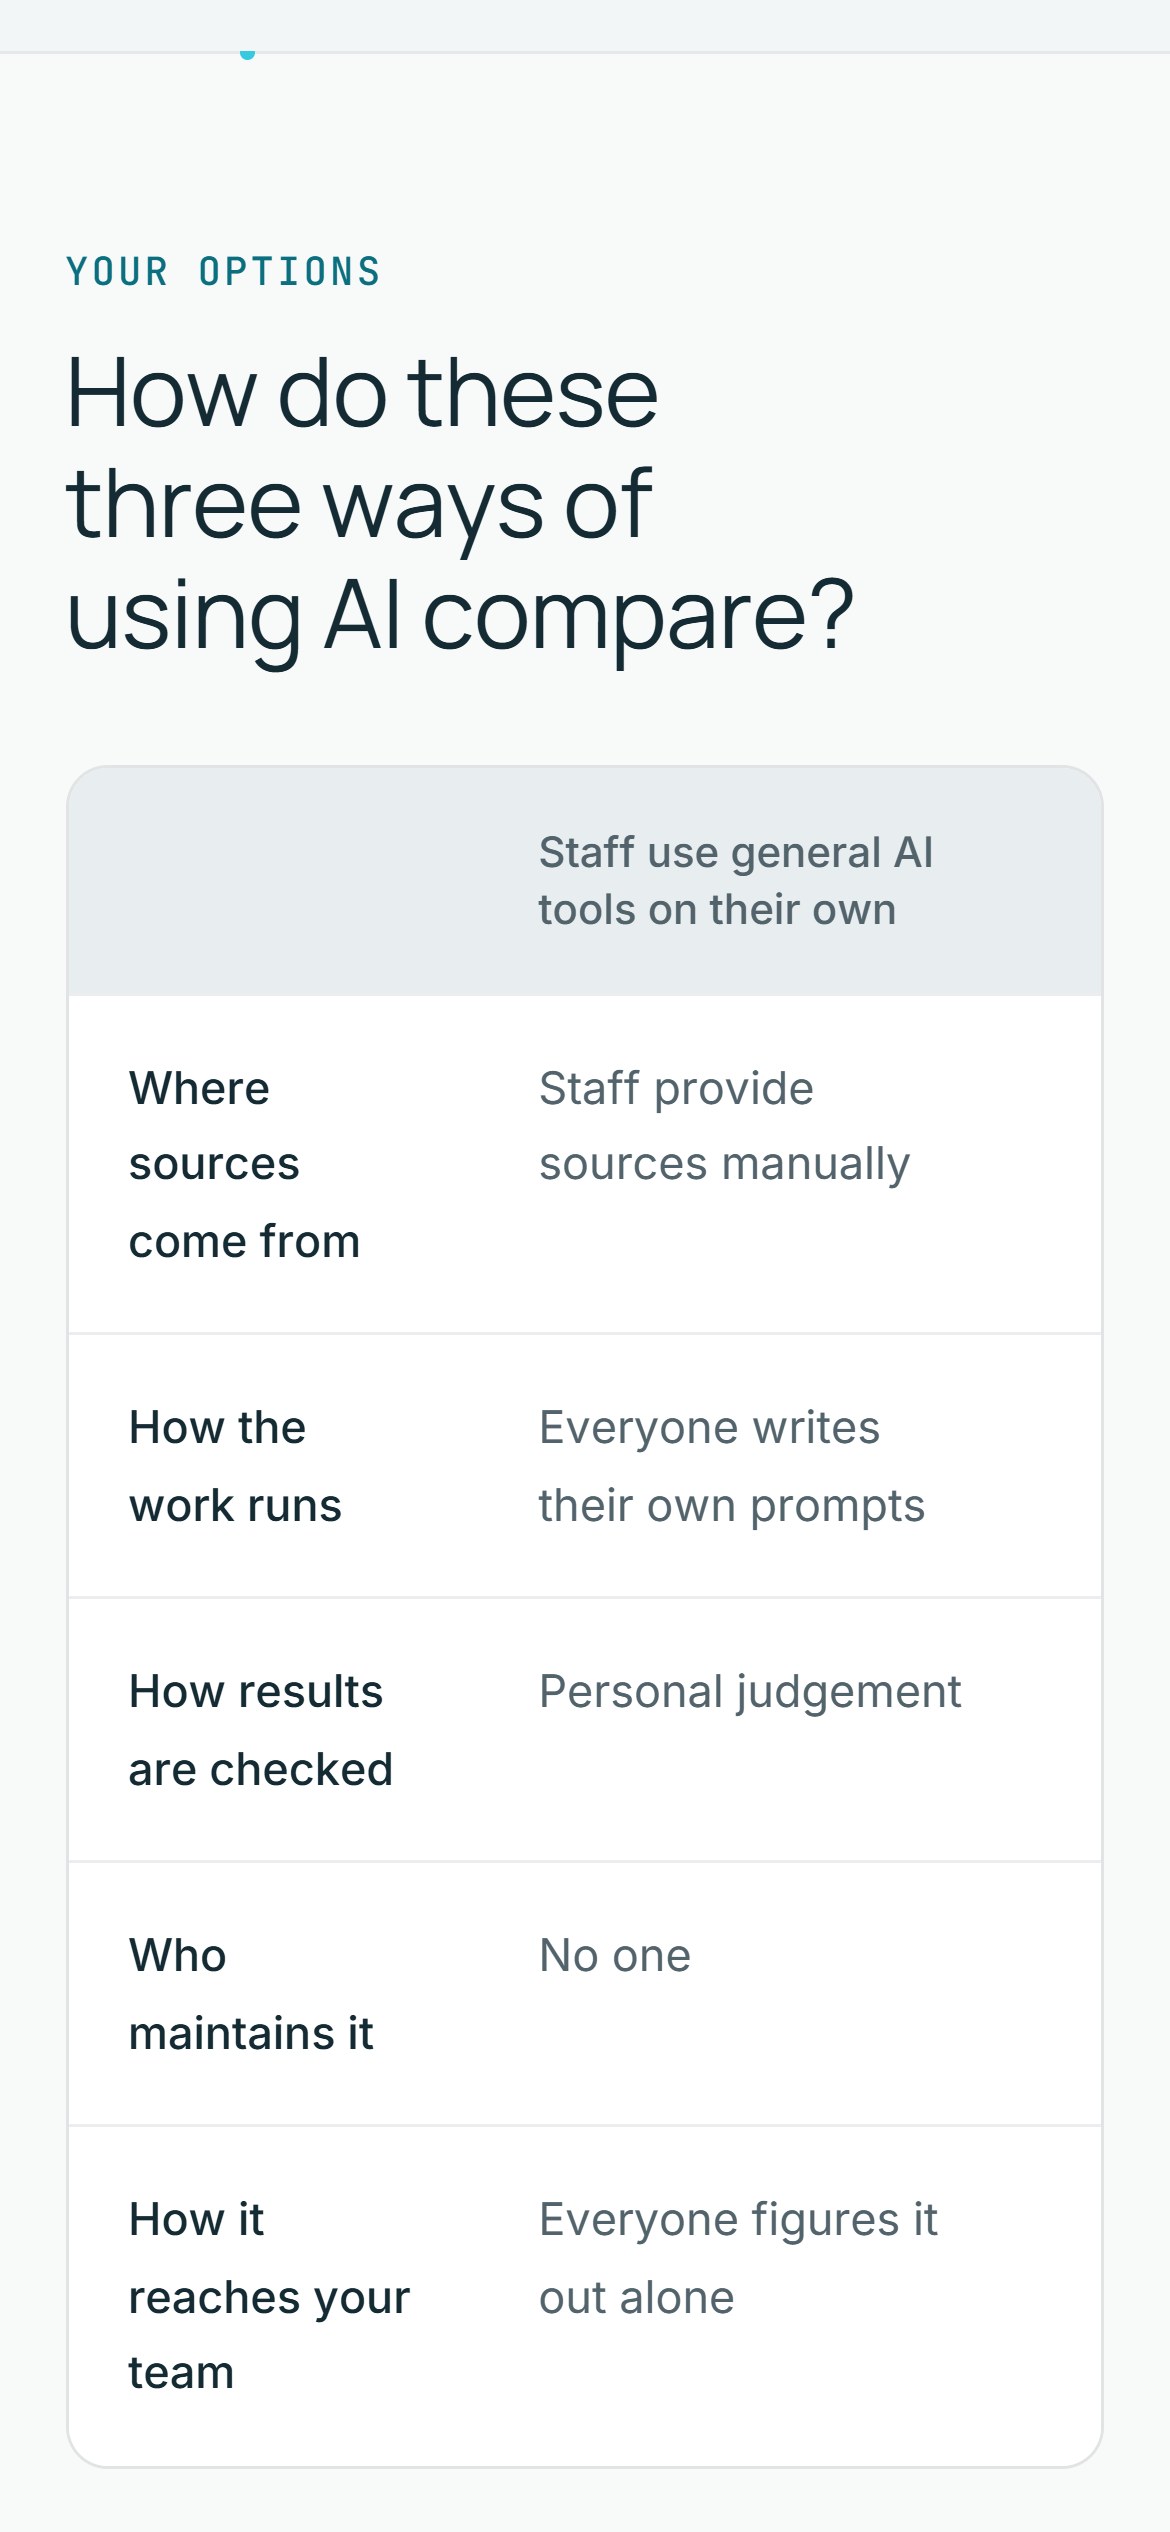 YOUR OPTIONS
How do these
three ways of
using AI compare?
Staff use general AI
tools on their own
Where
sources
come from
Staff provide
sources manually
How the
work runs
Everyone writes
their own prompts
How results
are checked
Personal judgement
Who
maintains it
No one
How it
reaches your
team
Everyone figures it
out alone